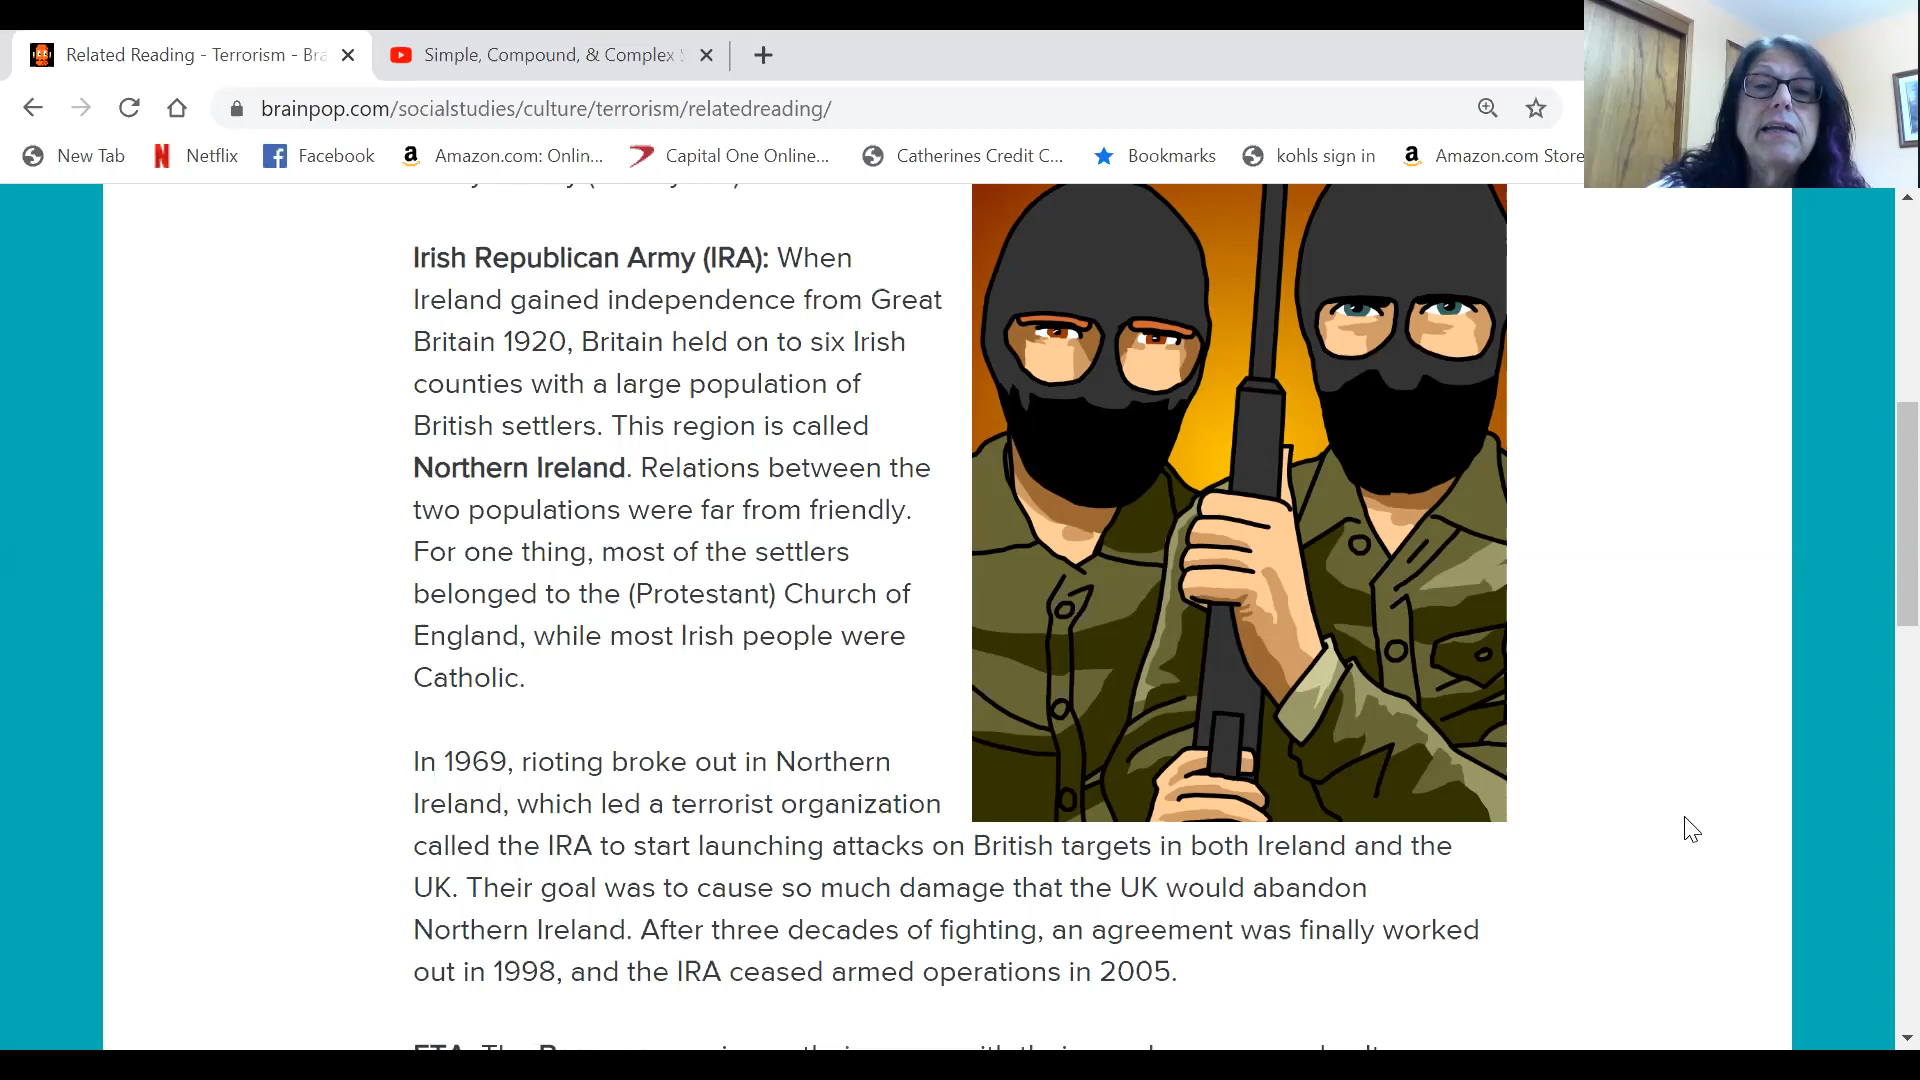 Related Reading - Terrorism - Bra
Simple, Compound, & Complex S
brainpop.com/socialstudies/culture/terrorism/relatedreading/
New Tab Netflix Facebook Amazon.com: Onlin... Capital One Online... Catherines Credit C... Bookmarks kohls sign in Amazon.com Store
Irish Republican Army (IRA): When
Ireland gained independence from Great
Britain 1920, Britain held on to six Irish
counties with a large population of
British settlers. This region is called
Northern Ireland. Relations between the
two populations were far from friendly.
For one thing, most of the settlers
belonged to the (Protestant) Church of
England, while most Irish people were
Catholic.
In 1969, rioting broke out in Northern
Ireland, which led a terrorist organization
called the IRA to start launching attacks on British targets in both Ireland and the
UK. Their goal was to cause so much damage that the UK would abandon
Northern Ireland. After three decades of fighting, an agreement was finally worked
out in 1998, and the IRA ceased armed operations in 2005.